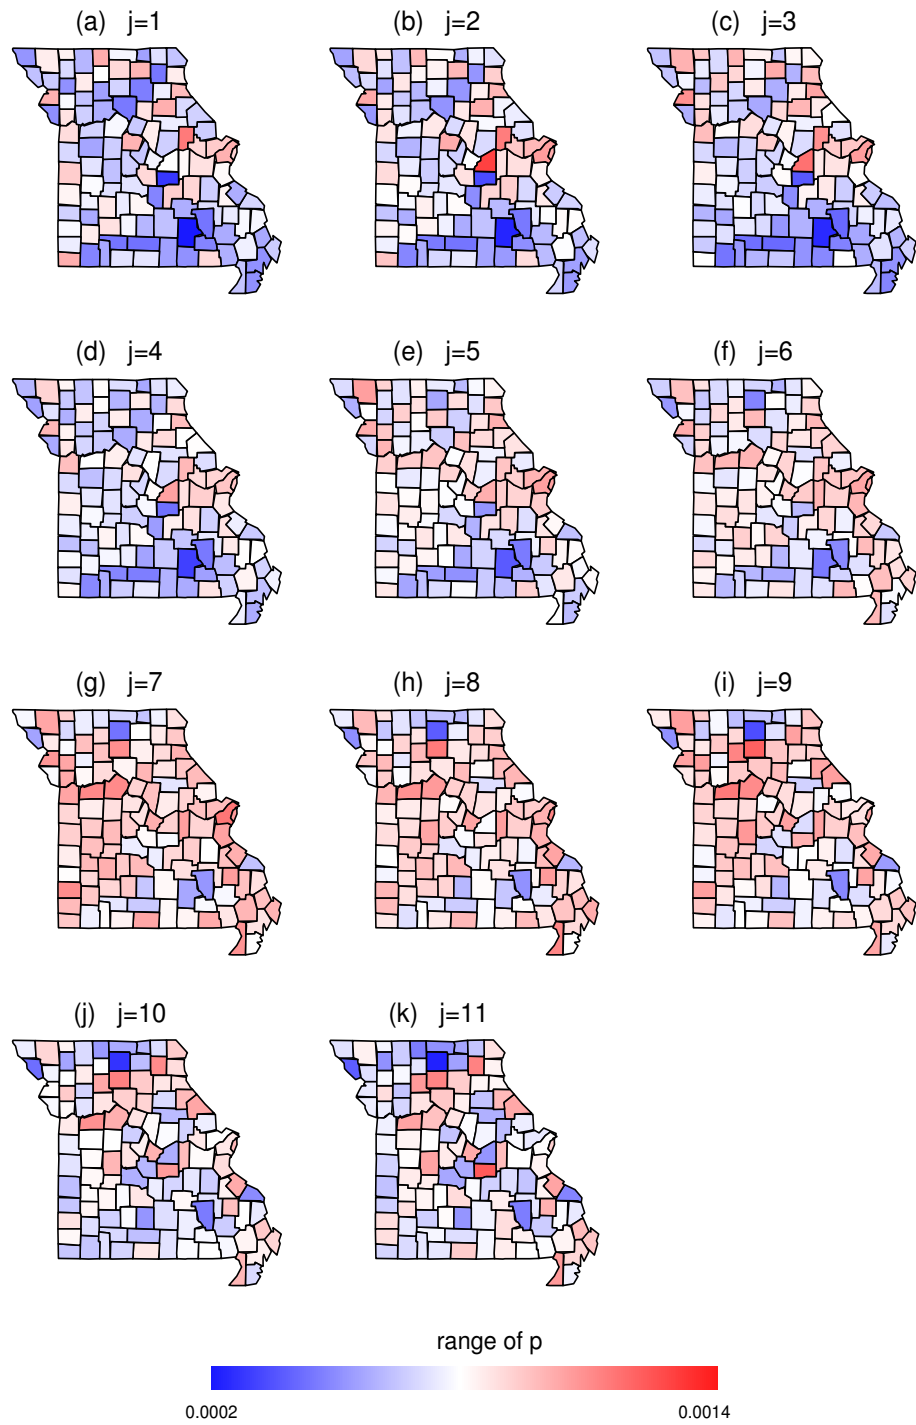 (a) j=1
(b) j=2
(c) j=3
(d) j=4
(e) j=5
(f) j=6
(g) j=7
(h) j=8
(i) j=9
(j) j=10
(k) j=11
range of p
0.0002
0.0014